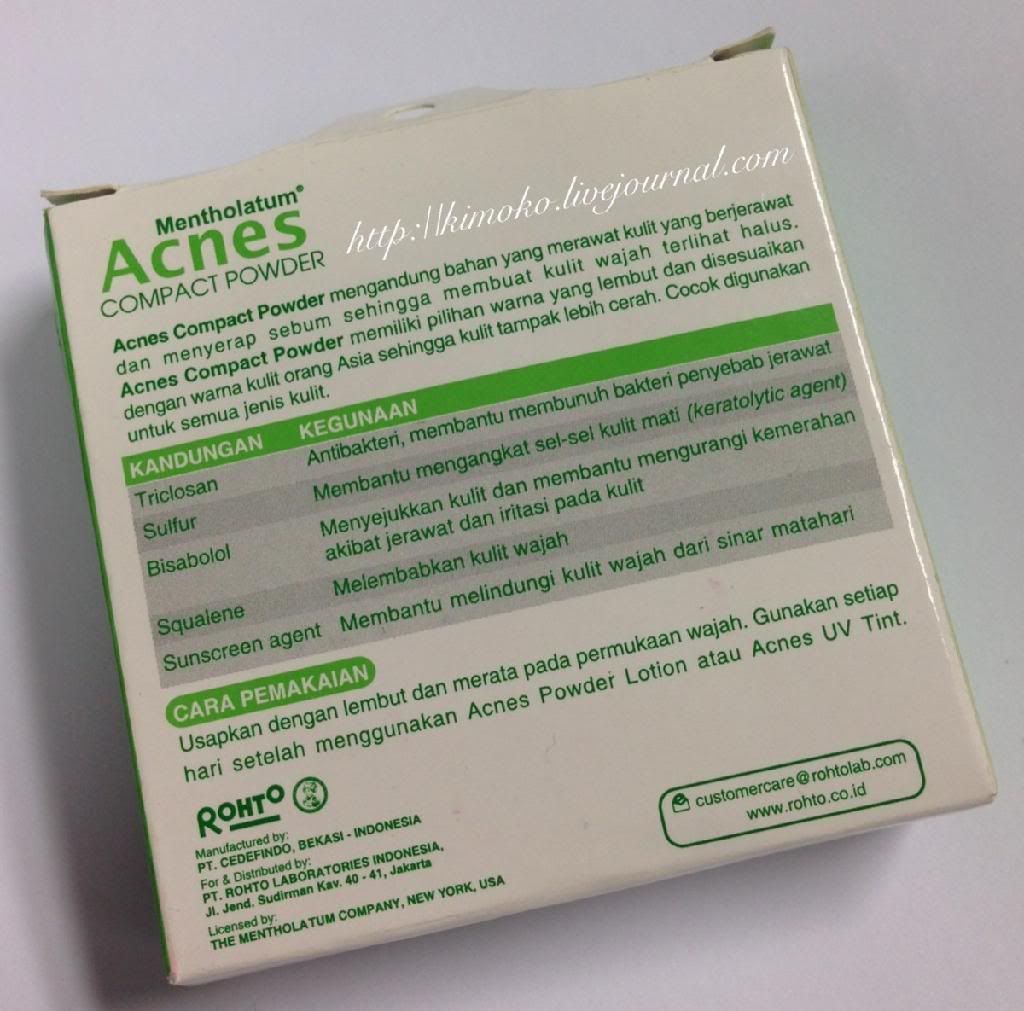 http://kimoko.livejournal.com
Mentholatum®
Acnes
COMPACT POWDER
Acnes Compact Powder mengandung bahan yang merawat kulit yang berjerawat
dan menyerap sebum sehingga membuat kulit wajah terlihat halus.
Acnes Compact Powder memiliki pilihan warna yang lembut dan disesuaikan
dengan warna kulit orang Asia sehingga kulit tampak lebih cerah. Cocok digunakan
untuk semua jenis kulit.
KANDUNGAN KEGUNAAN
Triclosan Antibakteri, membantu membunuh bakteri penyebab jerawat
Sulfur Membantu mengangkat sel-sel kulit mati (keratolytic agent)
Bisabolol Menyejukkan kulit dan membantu mengurangi kemerahan
akibat jerawat dan iritasi pada kulit
Squalene Melembabkan kulit wajah
Sunscreen agent Membantu melindungi kulit wajah dari sinar matahari
CARA PEMAKAIAN
Usapkan dengan lembut dan merata pada permukaan wajah. Gunakan setiap
hari setelah menggunakan Acnes Powder Lotion atau Acnes UV Tint.
ROHTO
Manufactured by:
PT. CEDEFINDO, BEKASI - INDONESIA
For & Distributed by:
PT. ROHTO LABORATORIES INDONESIA,
Jl. Jend. Sudirman Kav. 40 - 41, Jakarta
Licensed by:
THE MENTHOLATUM COMPANY, NEW YORK, USA
customercare@rohtolab.com
www.rohto.co.id